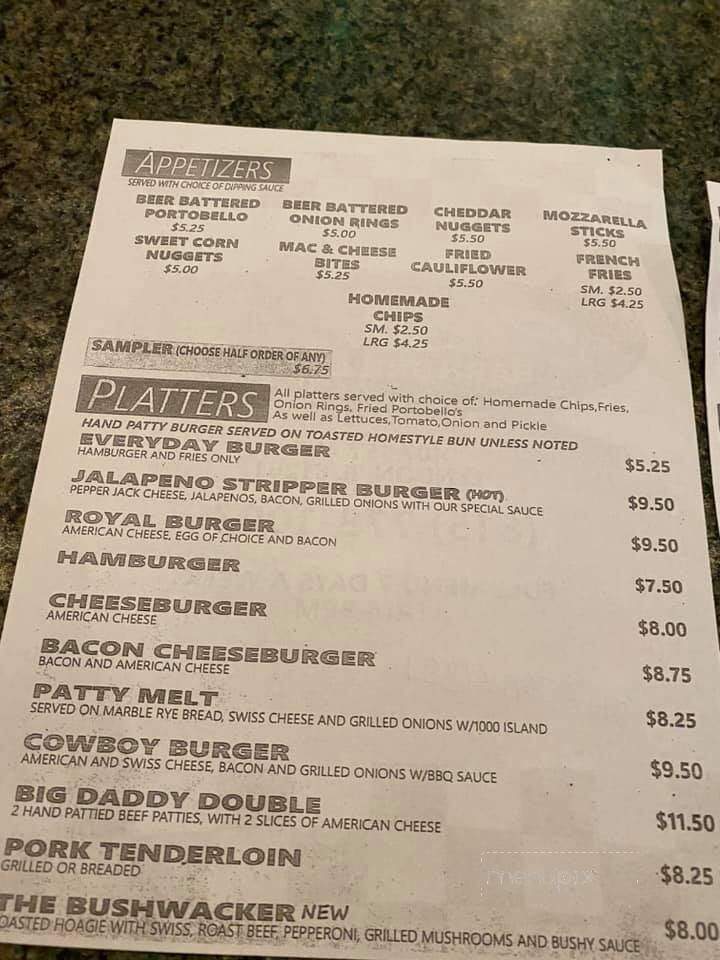 APPETIZERS
SERVED WITH CHOICE OF DIPPING SAUCE
BEER BATTERED
PORTOBELLO
$5.25
BEER BATTERED
ONION RINGS
$5.00
CHEDDAR
NUGGETS
$5.50
MOZZARELLA
STICKS
$5.50
SWEET CORN
NUGGETS
$5.00
MAC & CHEESE
BITES
$5.25
FRIED
CAULIFLOWER
$5.50
FRENCH
FRIES
SM. $2.50
LRG $4.25
HOMEMADE
CHIPS
SM. $2.50
LRG $4.25
SAMPLER (CHOOSE HALF ORDER OF ANY)
$6.75
PLATTERS
All platters served with choice of: Homemade Chips,Fries,
Onion Rings, Fried Portobello's
As well as Lettuces,Tomato,Onion and Pickle
HAND PATTY BURGER SERVED ON TOASTED HOMESTYLE BUN UNLESS NOTED
EVERYDAY BURGER
HAMBURGER AND FRIES ONLY
$5.25
JALAPENO STRIPPER BURGER (HOT)
PEPPER JACK CHEESE, JALAPENOS, BACON, GRILLED ONIONS WITH OUR SPECIAL SAUCE
$9.50
ROYAL BURGER
AMERICAN CHEESE, EGG OF CHOICE AND BACON
$9.50
HAMBURGER
$7.50
CHEESEBURGER
AMERICAN CHEESE
$8.00
BACON CHEESEBURGER
BACON AND AMERICAN CHEESE
$8.75
PATTY MELT
SERVED ON MARBLE RYE BREAD, SWISS CHEESE AND GRILLED ONIONS W/1000 ISLAND
$8.25
COWBOY BURGER
AMERICAN AND SWISS CHEESE, BACON AND GRILLED ONIONS W/BBQ SAUCE
$9.50
BIG DADDY DOUBLE
2 HAND PATTIED BEEF PATTIES, WITH 2 SLICES OF AMERICAN CHEESE
$11.50
PORK TENDERLOIN
GRILLED OR BREADED
$8.25
menupix
THE BUSHWACKER NEW
OASTED HOAGIE WITH SWISS, ROAST BEEF, PEPPERONI, GRILLED MUSHROOMS AND BUSHY SAUCE
$8.00